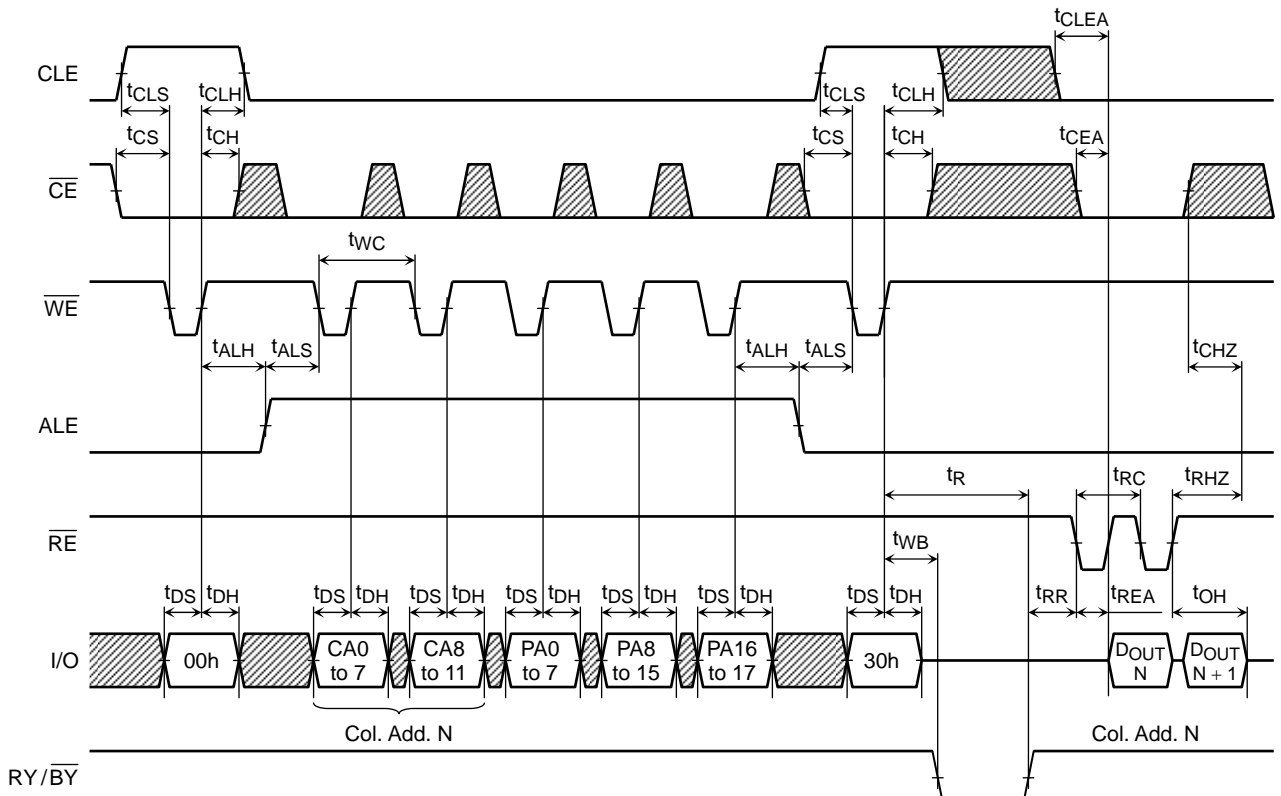 tCLEA
CLE
tCLS tCLH tCLS tCLH
tCS tCH tCS tCH tCEA
CE
tWC
WE
tALH tALS tALH tALS tCHZ
ALE
tR tRC tRHZ
RE
tWB
tDS tDH tDS tDH tDS tDH tDS tDH tDS tDH tDS tDH tDS tDH tRR tREA tOH
I/O 00h CA0 to 7 CA8 to 11 PA0 to 7 PA8 to 15 PA16 to 17 30h DOUT N DOUT N + 1
Col. Add. N Col. Add. N
RY/BY